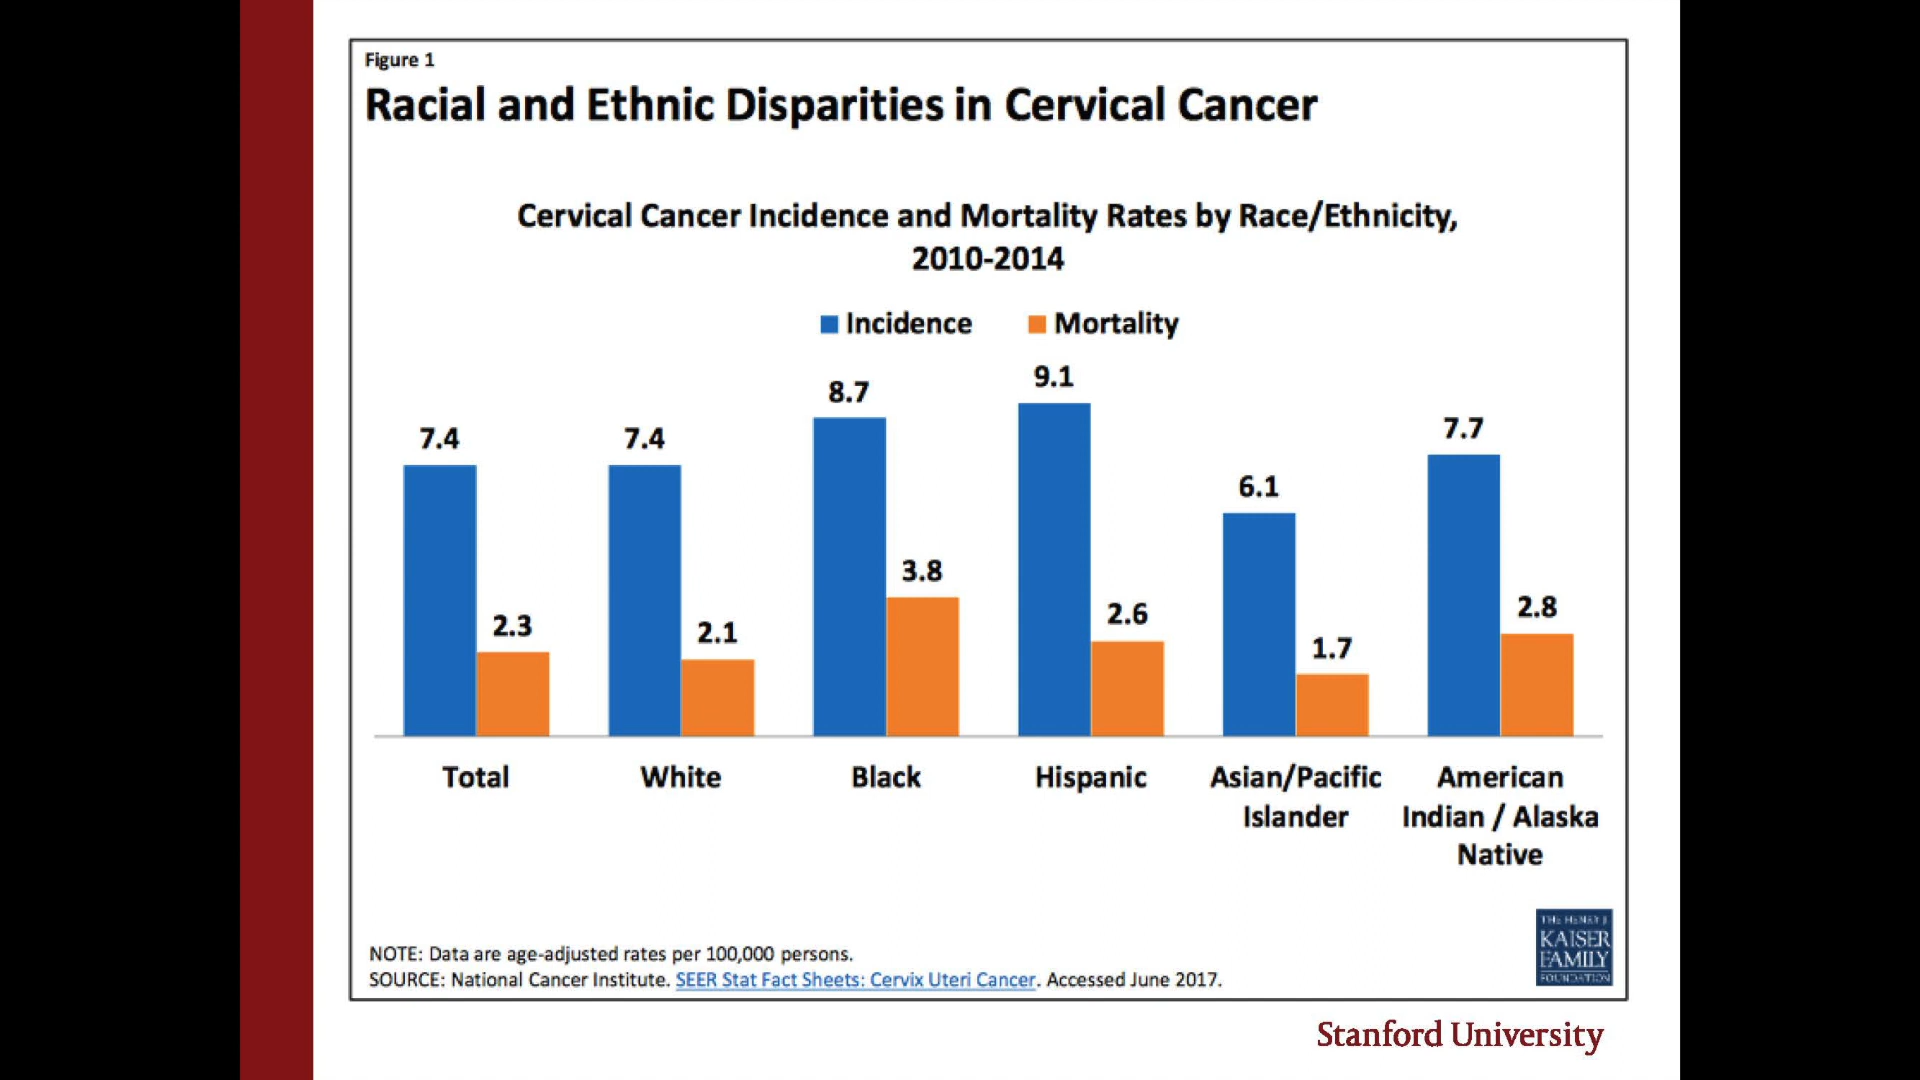 Figure 1
Racial and Ethnic Disparities in Cervical Cancer
Cervical Cancer Incidence and Mortality Rates by Race/Ethnicity,
2010-2014
Incidence Mortality
7.4 2.3 7.4 2.1 8.7 3.8 9.1 2.6 6.1 1.7 7.7 2.8
Total White Black Hispanic Asian/Pacific American
Islander Indian / Alaska
Native
NOTE: Data are age-adjusted rates per 100,000 persons.
SOURCE: National Cancer Institute. SEER Stat Fact Sheets: Cervix Uteri Cancer. Accessed June 2017.
THE HENRY J.
KAISER
FAMILY
FOUNDATION
Stanford University